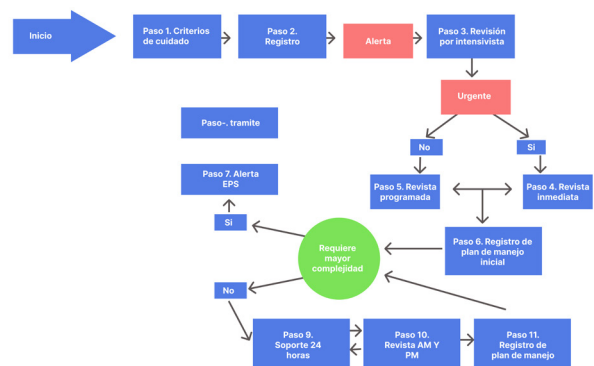 Inicio
Paso 1. Criterios
de cuidado
Paso 2.
Registro
Alerta
Paso 3. Revisión
por intensivista
Urgente
No
Si
Paso-. tramite
Paso 7. Alerta
EPS
Paso 5. Revista
programada
Paso 4. Revista
inmediata
Si
Requiere
mayor
complejidad
Paso 6. Registro de
plan de manejo
inicial
No
Paso 9.
Soporte 24
horas
Paso 10.
Revista AM Y
PM
Paso 11.
Registro de
plan de manejo